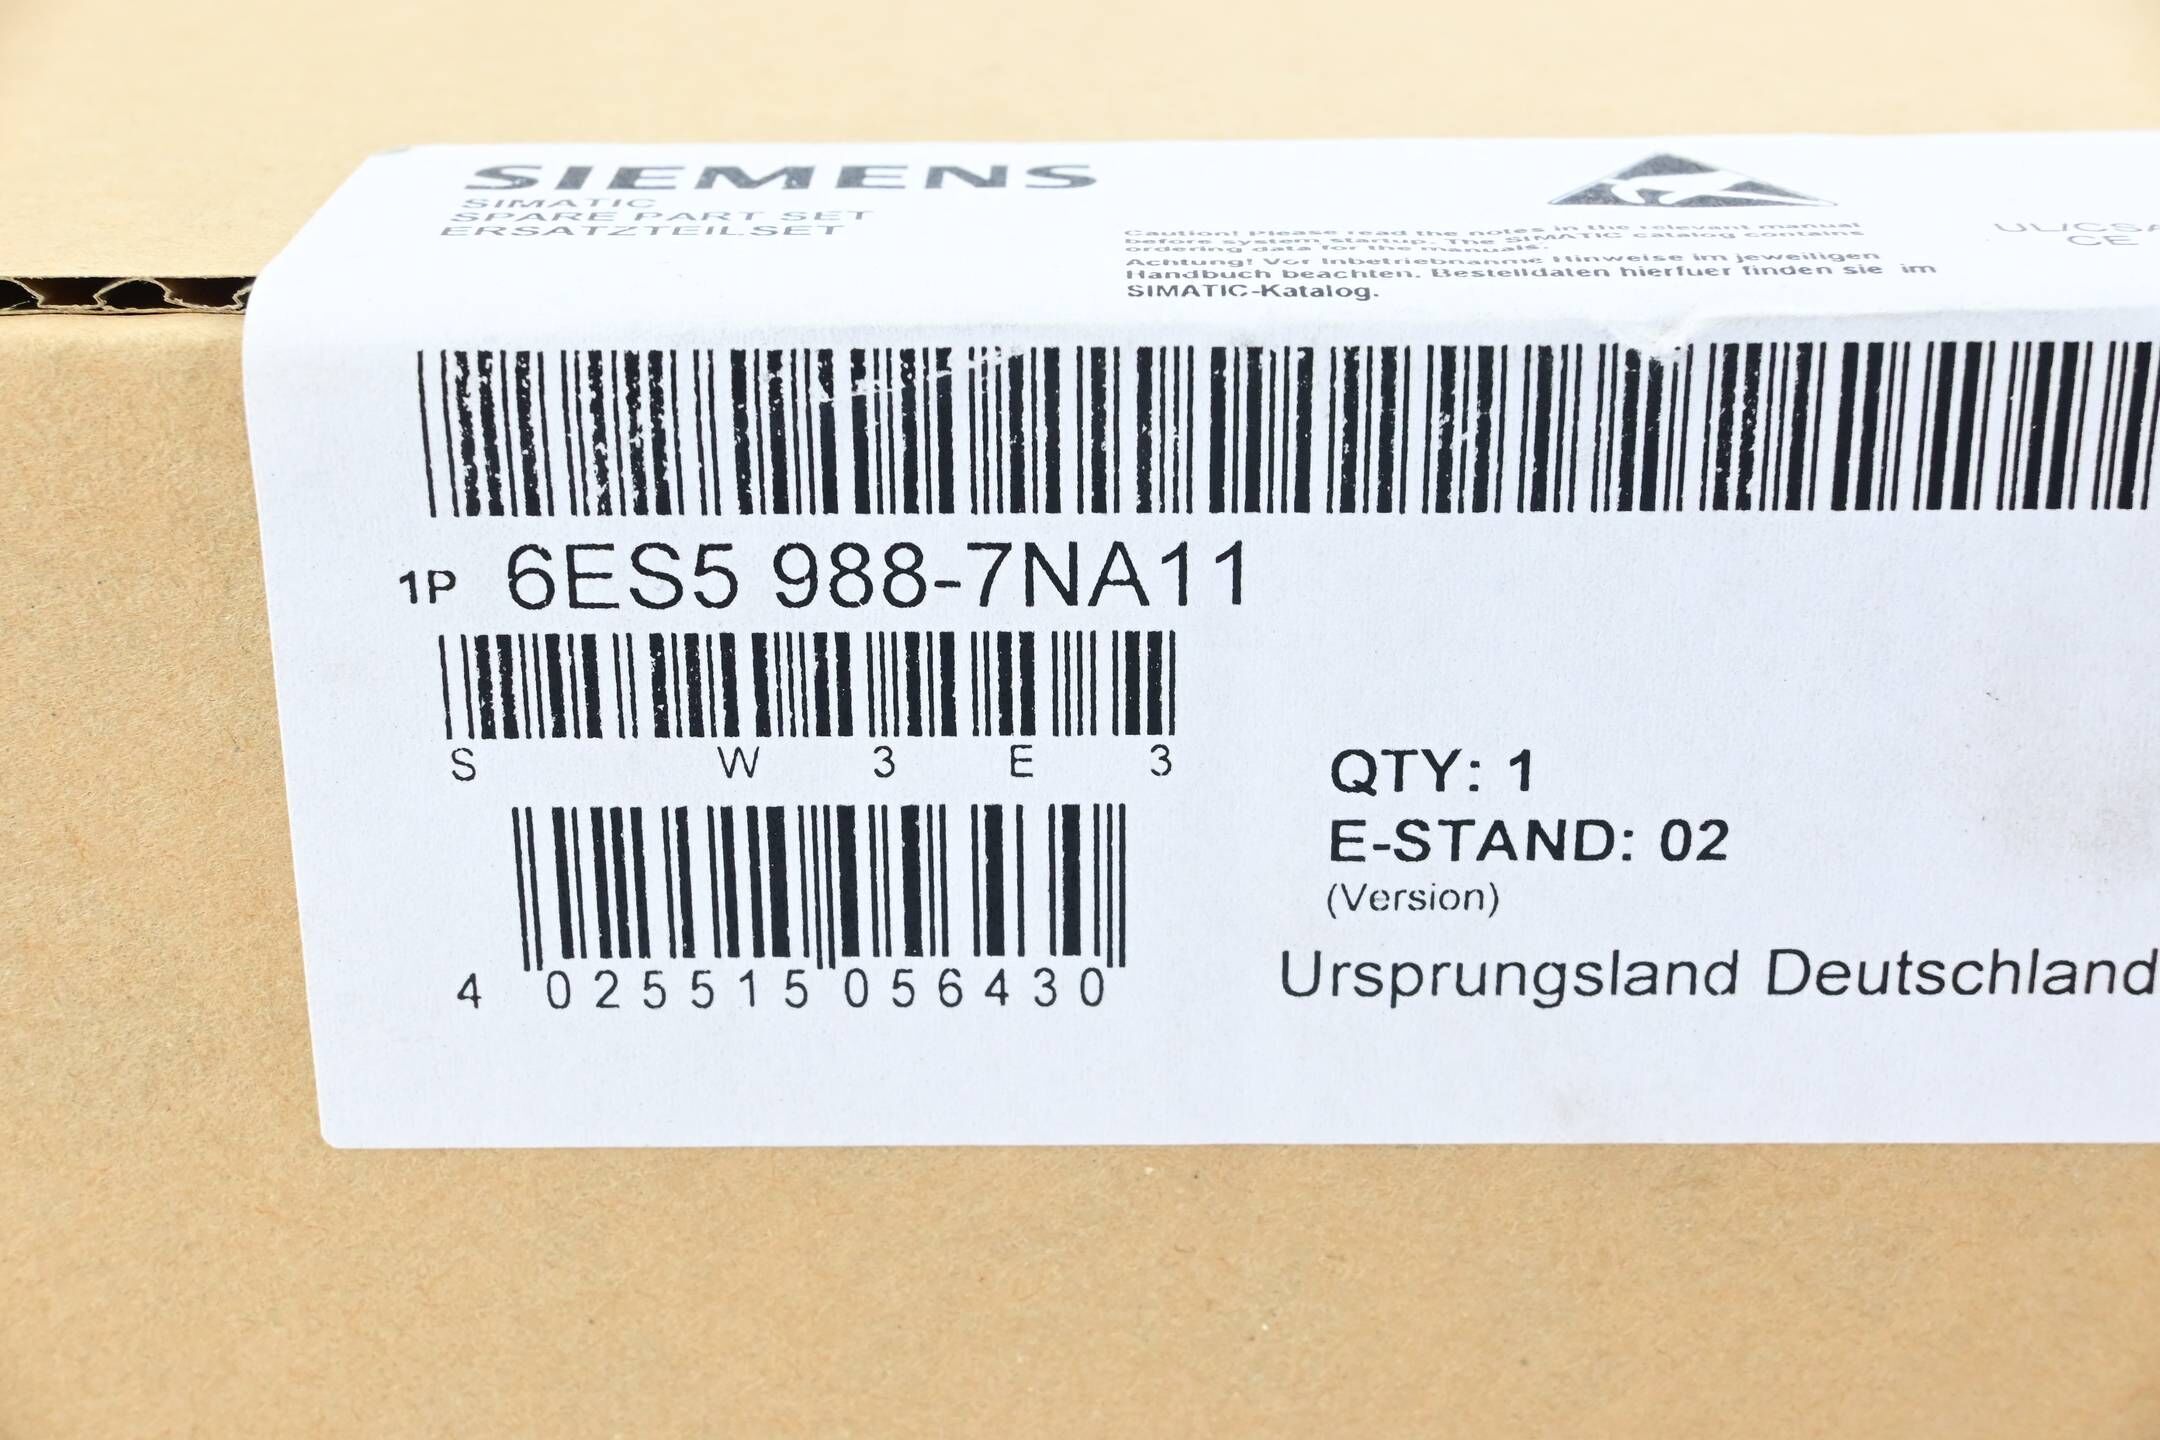 SIEMENS
SIMATIC
SPARE PART SET
ERSATZTEILSET
Caution! Please read the notes in the relevant manual
before system startup. The SIMATIC catalog contains
ordering data for the manuals.
Achtung! Vor Inbetriebnahme Hinweise im jeweiligen
Handbuch beachten. Bestelldaten hierfuer finden sie im
SIMATIC-Katalog.
UL/CSA
CE
1P 6ES5 988-7NA11
S W 3 E 3
4 025515 056430
QTY: 1
E-STAND: 02
(Version)
Ursprungsland Deutschland